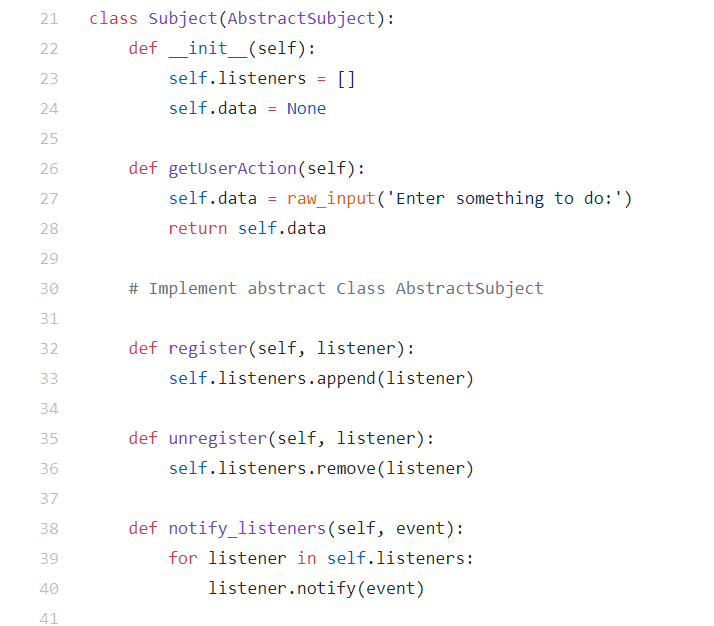 21 class Subject(AbstractSubject):
22     def __init__(self):
23         self.listeners = []
24         self.data = None
25
26     def getUserAction(self):
27         self.data = raw_input('Enter something to do:')
28         return self.data
29
30     # Implement abstract Class AbstractSubject
31
32     def register(self, listener):
33         self.listeners.append(listener)
34
35     def unregister(self, listener):
36         self.listeners.remove(listener)
37
38     def notify_listeners(self, event):
39         for listener in self.listeners:
40             listener.notify(event)
41